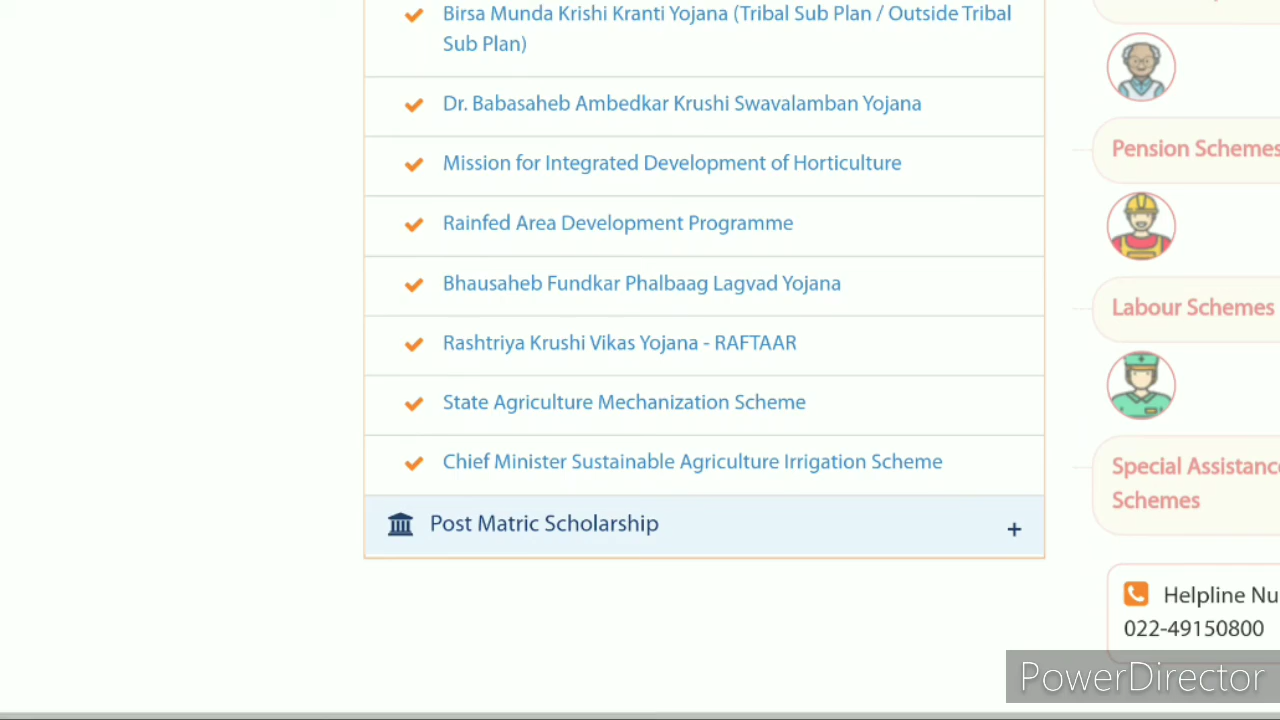 Birsa Munda Krishi Kranti Yojana (Tribal Sub Plan / Outside Tribal
Sub Plan)
Dr. Babasaheb Ambedkar Krushi Swavalamban Yojana
Mission for Integrated Development of Horticulture
Rainfed Area Development Programme
Bhausaheb Fundkar Phalbaag Lagvad Yojana
Rashtriya Krushi Vikas Yojana - RAFTAAR
State Agriculture Mechanization Scheme
Chief Minister Sustainable Agriculture Irrigation Scheme
Post Matric Scholarship +
Pension Schemes
Labour Schemes
Special Assistance
Schemes
Helpline Nu
022-49150800
PowerDirector